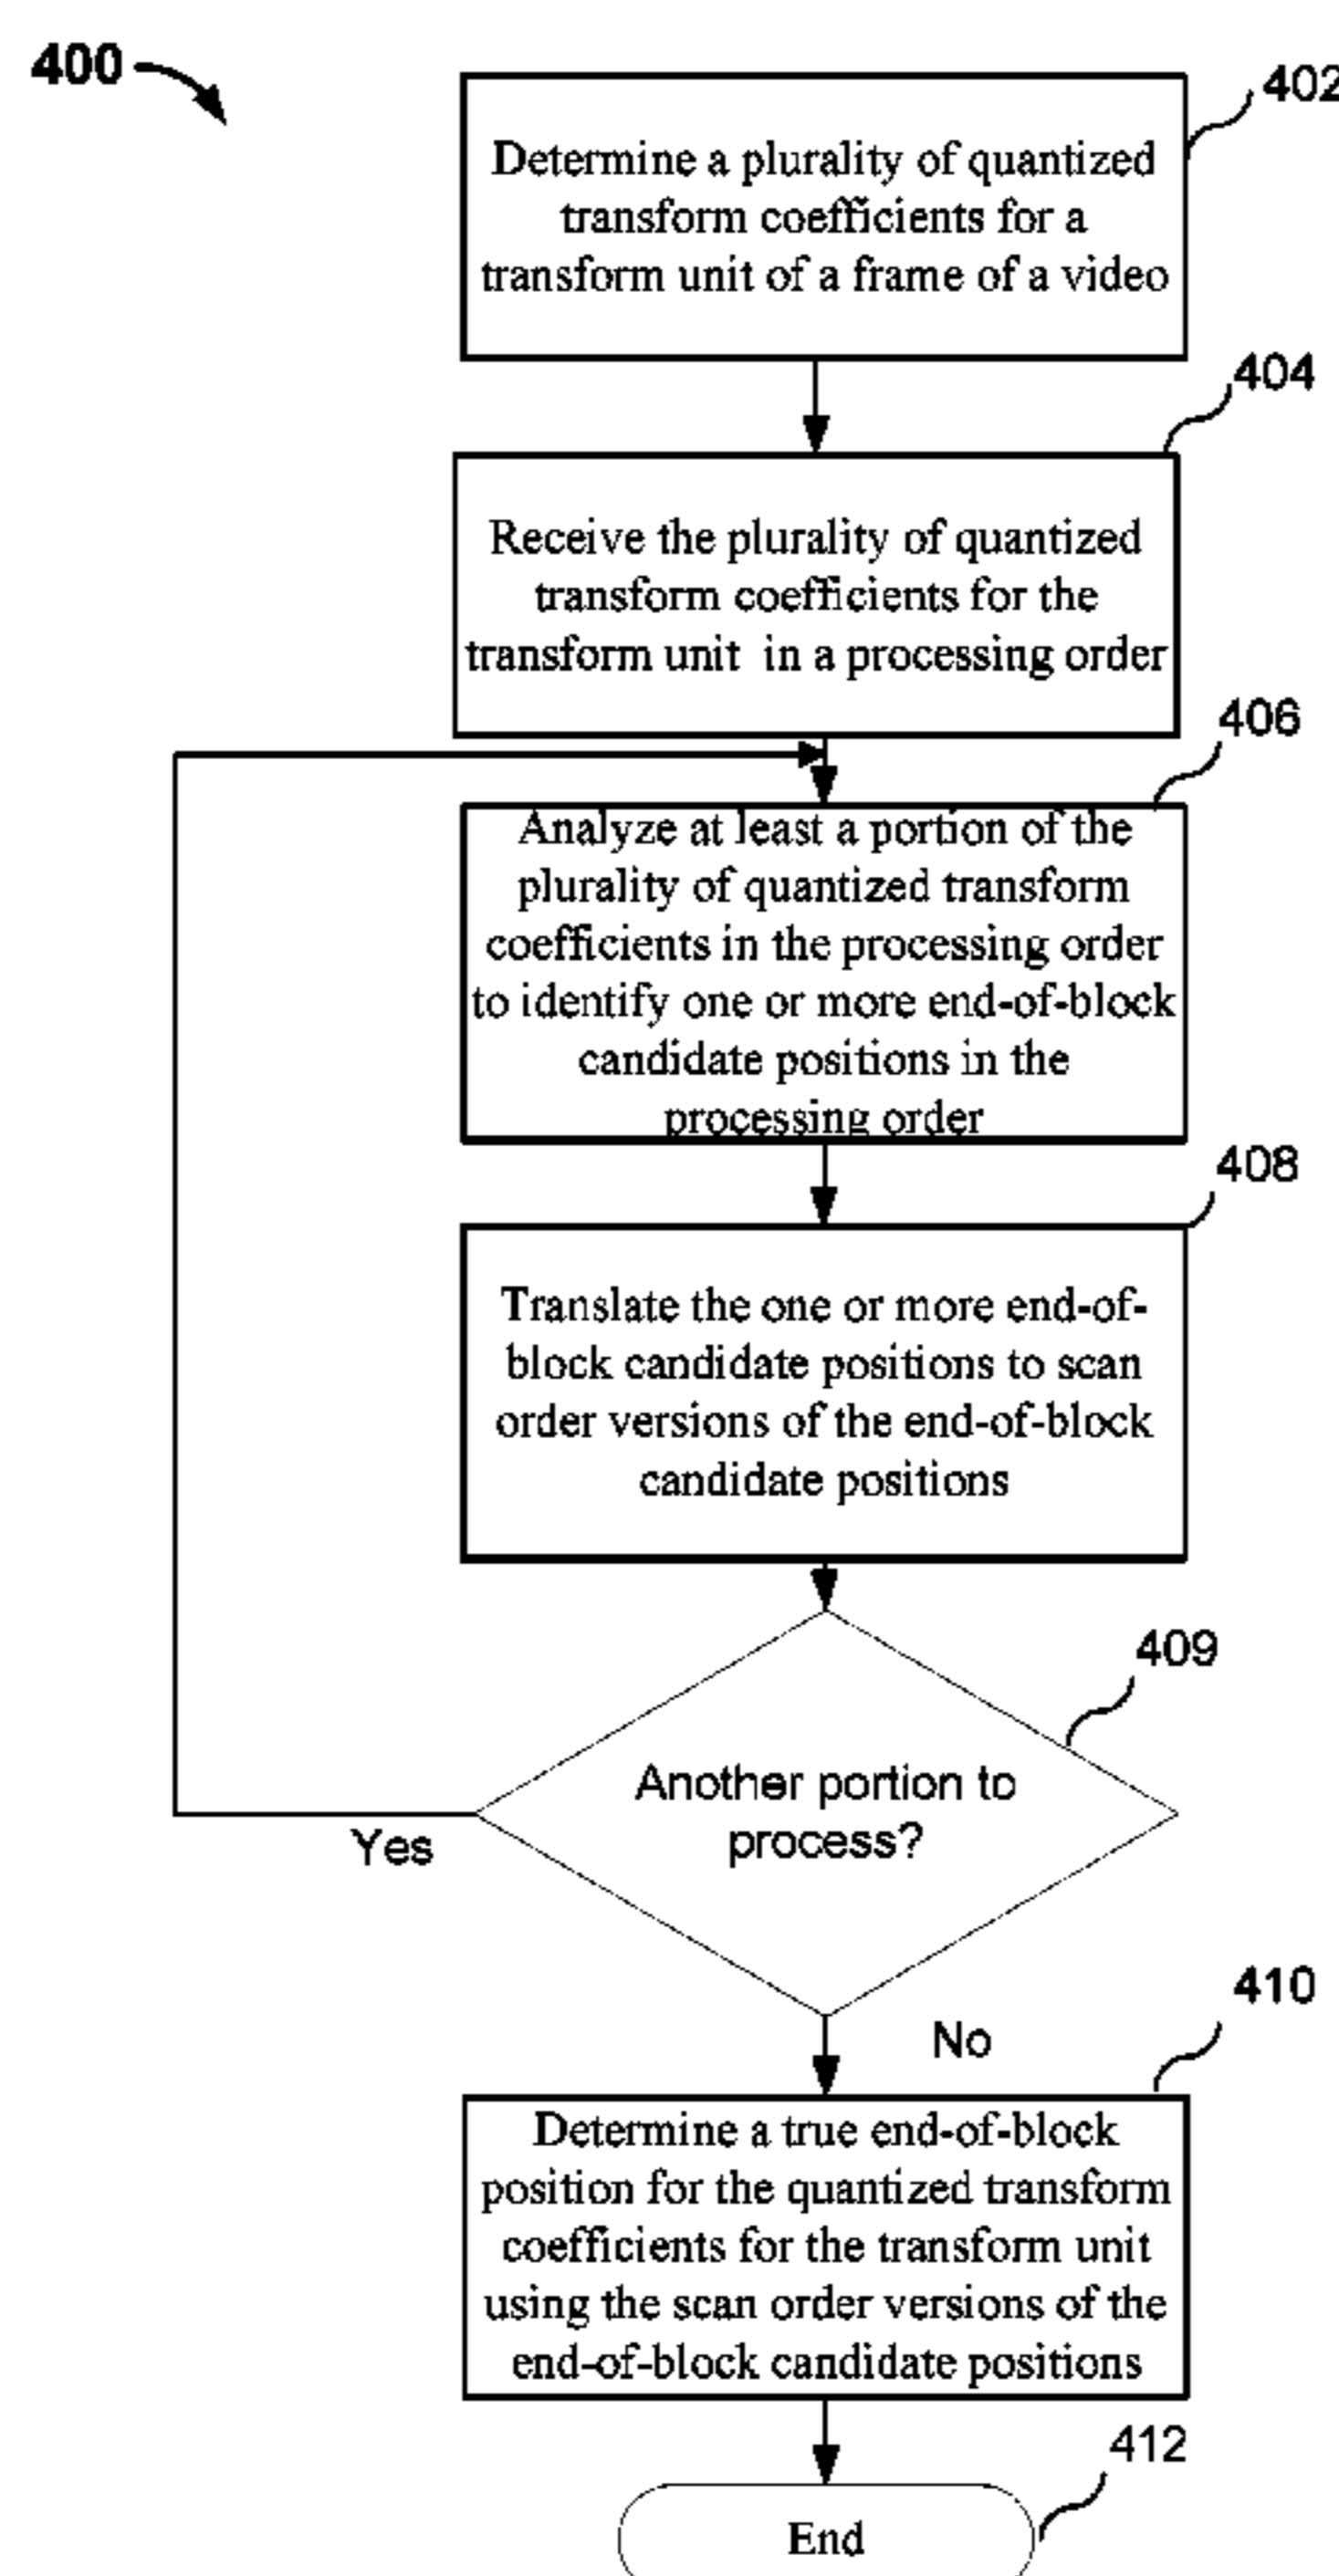 400
402
Determine a plurality of quantized
transform coefficients for a
transform unit of a frame of a video
404
Receive the plurality of quantized
transform coefficients for the
transform unit in a processing order
406
Analyze at least a portion of the
plurality of quantized transform
coefficients in the processing order
to identify one or more end-of-block
candidate positions in the
processing order
408
Translate the one or more end-of-
block candidate positions to scan
order versions of the end-of-block
candidate positions
409
Another portion to
process?
Yes
No
410
Determine a true end-of-block
position for the quantized transform
coefficients for the transform unit
using the scan order versions of the
end-of-block candidate positions
412
End